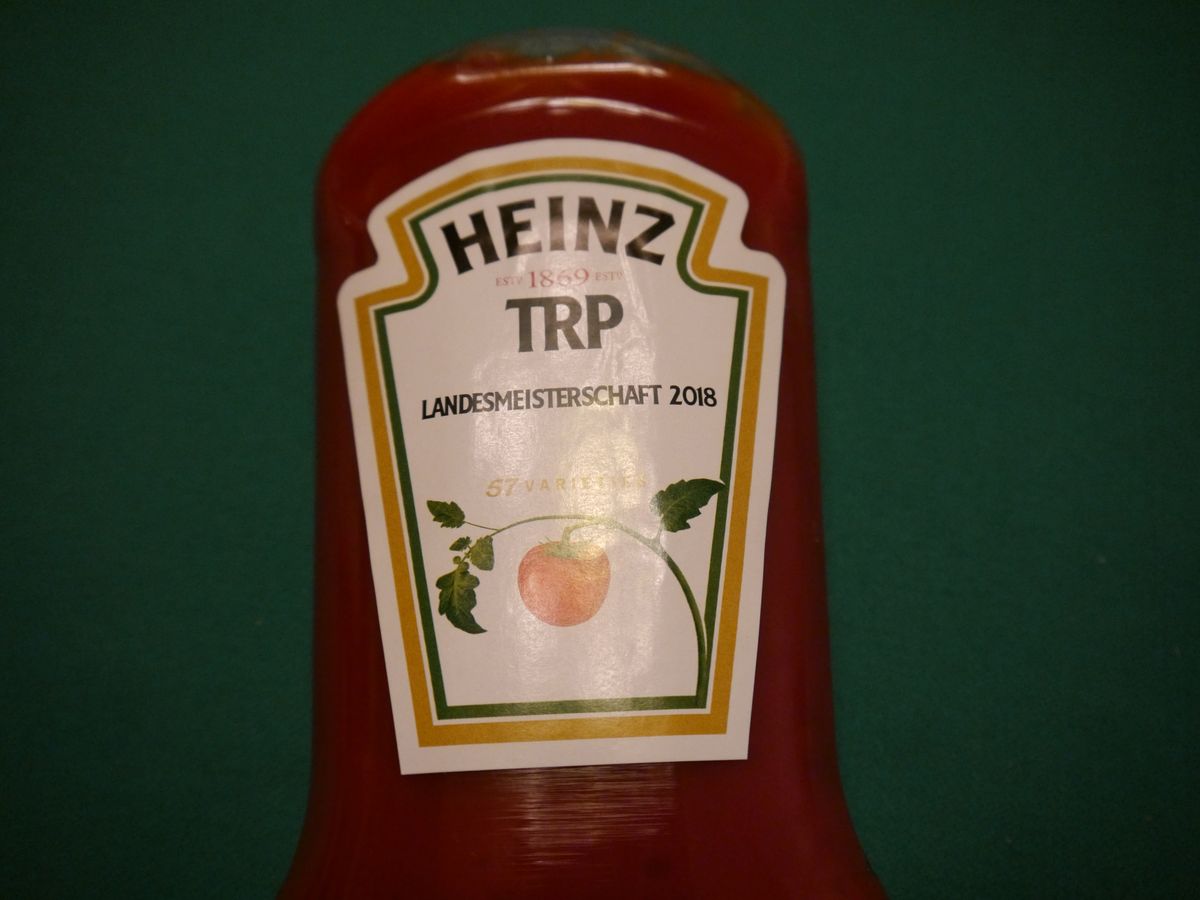 HEINZ
ESTD 1869 ESTD
TRP
LANDESMEISTERSCHAFT 2018
57 VARIETIES